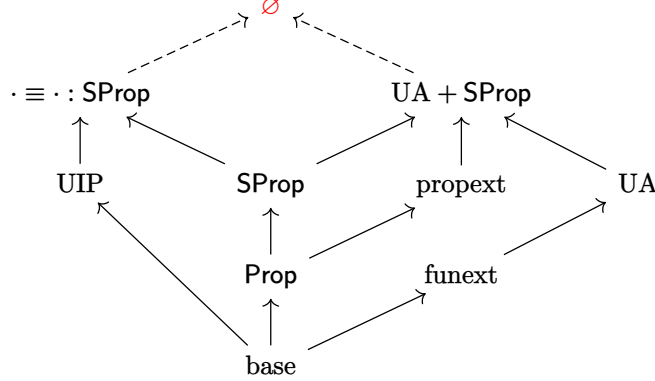 ∅
· ≡ · : SProp UA + SProp
UIP SProp propext UA
Prop funext
base